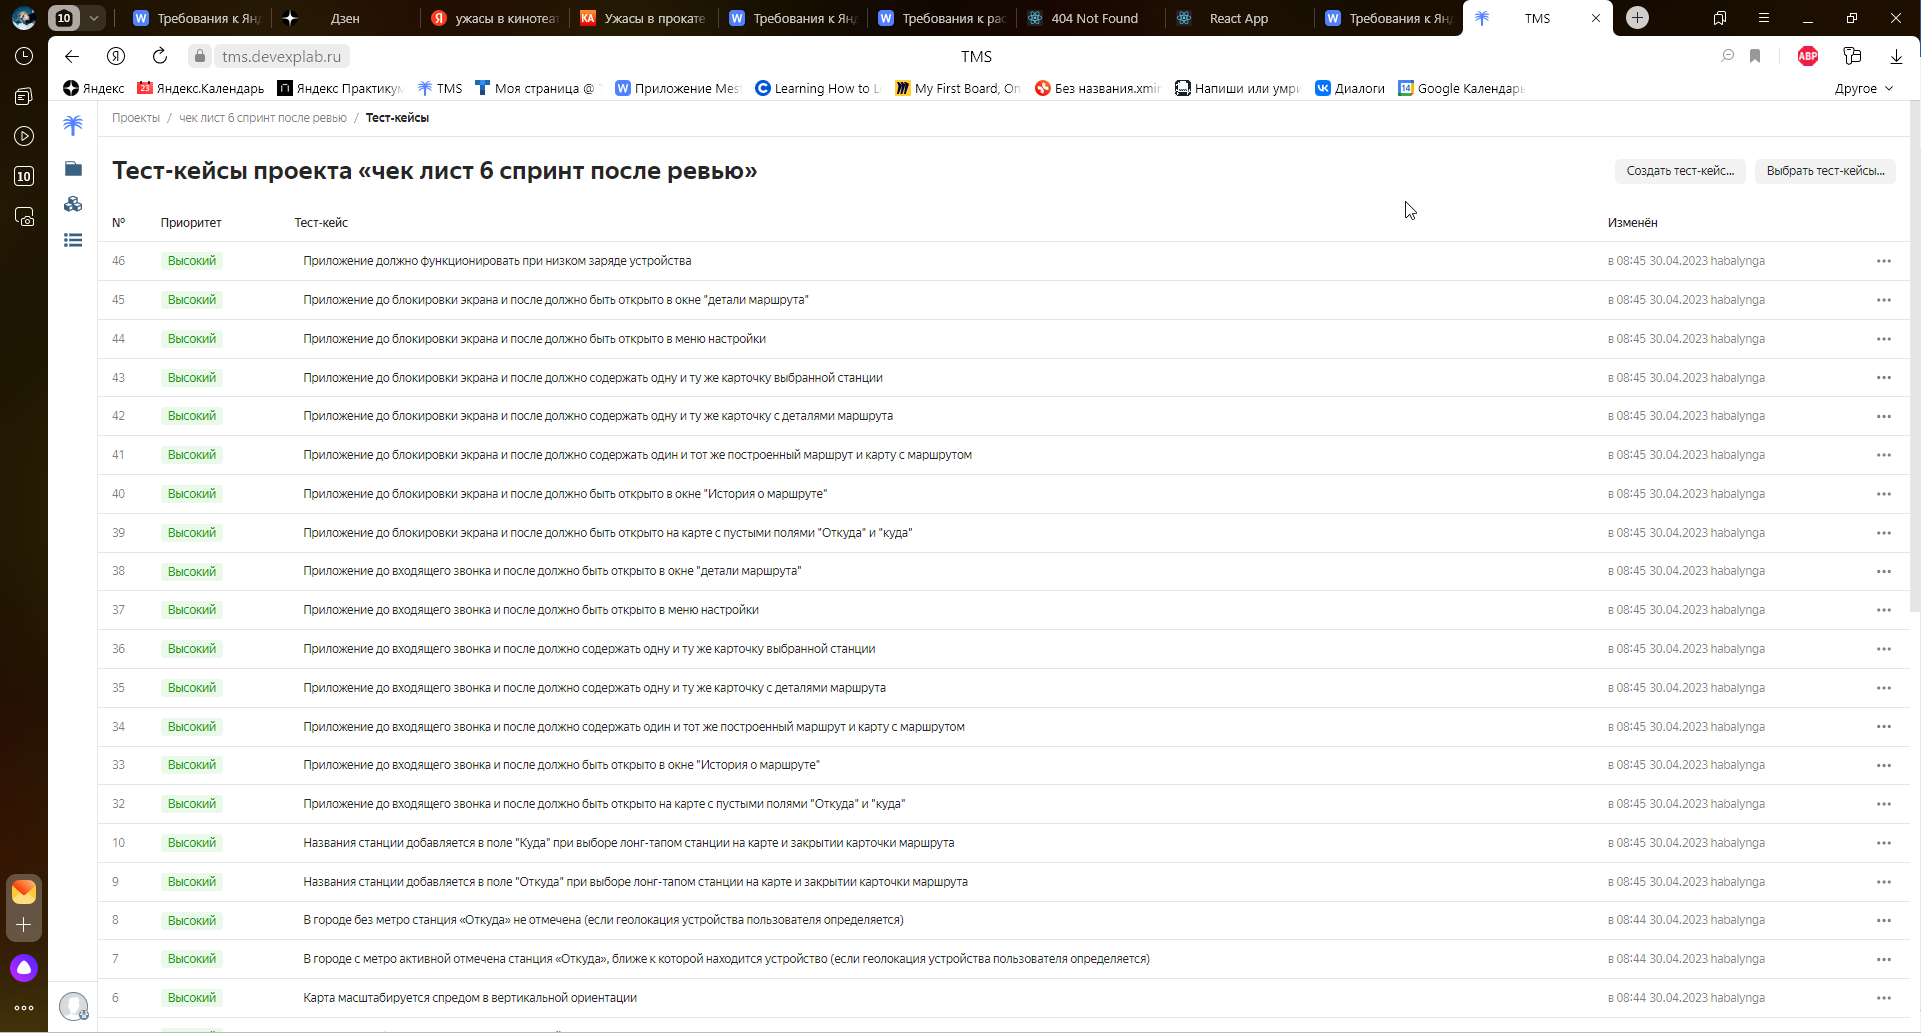 10
Требования к Янд
Дзен
ужасы в кинотеат
Ужасы в прокате
Требования к Янд
Требования к рас
404 Not Found
React App
Требования к Янд
TMS
tms.devexplab.ru
TMS
ABP
Яндекс
23 Яндекс.Календарь
Яндекс Практикум
TMS
Моя страница @
Приложение Mes
Learning How to
My First Board, On
Без названия.xmin
Напиши или умри
Диалоги
14 Google Календарь
Другое
10
Проекты / чек лист 6 спринт после ревью / Тест-кейсы
Тест-кейсы проекта «чек лист 6 спринт после ревью»
Создать тест-кейс...
Выбрать тест-кейсы...
№ Приоритет Тест-кейс Изменён
46 Высокий Приложение должно функционировать при низком заряде устройства в 08:45 30.04.2023 habalynga
45 Высокий Приложение до блокировки экрана и после должно быть открыто в окне "детали маршрута" в 08:45 30.04.2023 habalynga
44 Высокий Приложение до блокировки экрана и после должно быть открыто в меню настройки в 08:45 30.04.2023 habalynga
43 Высокий Приложение до блокировки экрана и после должно содержать одну и ту же карточку выбранной станции в 08:45 30.04.2023 habalynga
42 Высокий Приложение до блокировки экрана и после должно содержать одну и ту же карточку с деталями маршрута в 08:45 30.04.2023 habalynga
41 Высокий Приложение до блокировки экрана и после должно содержать один и тот же построенный маршрут и карту с маршрутом в 08:45 30.04.2023 habalynga
40 Высокий Приложение до блокировки экрана и после должно быть открыто в окне "История о маршруте" в 08:45 30.04.2023 habalynga
39 Высокий Приложение до блокировки экрана и после должно быть открыто на карте с пустыми полями "Откуда" и "куда" в 08:45 30.04.2023 habalynga
38 Высокий Приложение до входящего звонка и после должно быть открыто в окне "детали маршрута" в 08:45 30.04.2023 habalynga
37 Высокий Приложение до входящего звонка и после должно быть открыто в меню настройки в 08:45 30.04.2023 habalynga
36 Высокий Приложение до входящего звонка и после должно содержать одну и ту же карточку выбранной станции в 08:45 30.04.2023 habalynga
35 Высокий Приложение до входящего звонка и после должно содержать одну и ту же карточку с деталями маршрута в 08:45 30.04.2023 habalynga
34 Высокий Приложение до входящего звонка и после должно содержать один и тот же построенный маршрут и карту с маршрутом в 08:45 30.04.2023 habalynga
33 Высокий Приложение до входящего звонка и после должно быть открыто в окне "История о маршруте" в 08:45 30.04.2023 habalynga
32 Высокий Приложение до входящего звонка и после должно быть открыто на карте с пустыми полями "Откуда" и "куда" в 08:45 30.04.2023 habalynga
10 Высокий Названия станции добавляется в поле "Куда" при выборе лонг-тапом станции на карте и закрытии карточки маршрута в 08:45 30.04.2023 habalynga
9 Высокий Названия станции добавляется в поле "Откуда" при выборе лонг-тапом станции на карте и закрытии карточки маршрута в 08:45 30.04.2023 habalynga
8 Высокий В городе без метро станция «Откуда» не отмечена (если геолокация устройства пользователя определяется) в 08:44 30.04.2023 habalynga
7 Высокий В городе с метро активной отмечена станция «Откуда», ближе к которой находится устройство (если геолокация устройства пользователя определяется) в 08:44 30.04.2023 habalynga
6 Высокий Карта масштабируется спредом в вертикальной ориентации в 08:44 30.04.2023 habalynga